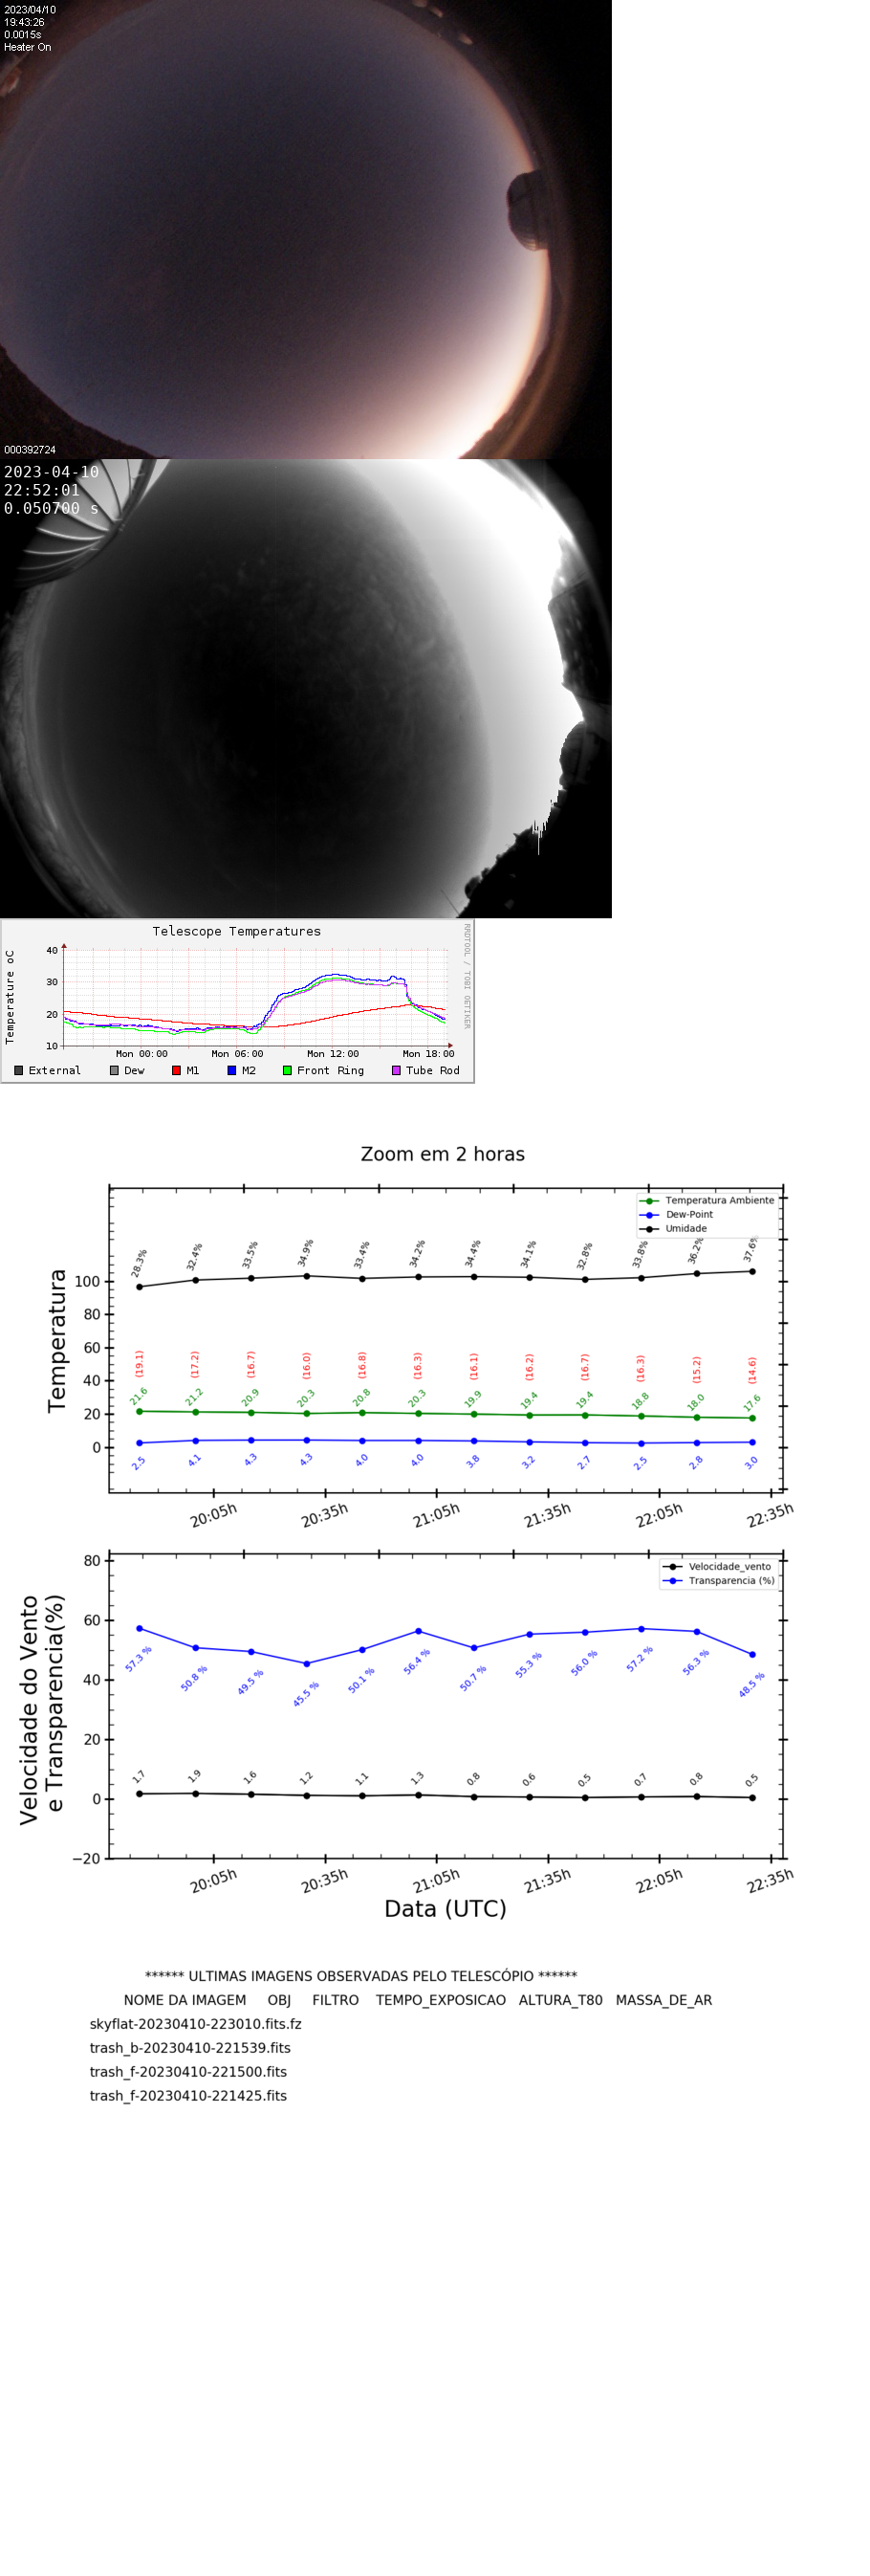 2023/04/10
19:43:26
0.0015s
Heater On
000392724
2023-04-10
22:52:01
0.050700 s
Telescope Temperatures
RRDTOOL / TOBI OETIKER
Temperature oC
40
30
20
10
Mon 00:00 Mon 06:00 Mon 12:00 Mon 18:00
External Dew M1 M2 Front Ring Tube Rod
Zoom em 2 horas
Temperatura Ambiente
Dew-Point
Umidade
Temperatura
100
80
60
40
20
0
28.3% 32.4% 33.5% 34.9% 33.4% 34.2% 34.4% 34.1% 32.8% 33.8% 36.2% 37.6%
(19.1) (17.2) (16.7) (16.0) (16.8) (16.3) (16.1) (16.2) (16.7) (16.3) (15.2) (14.6)
21.6 21.2 20.9 20.3 20.8 20.3 19.9 19.4 19.4 18.8 18.0 17.6
2.5 4.1 4.3 4.3 4.0 4.0 3.8 3.2 2.7 2.5 2.8 3.0
20:05h 20:35h 21:05h 21:35h 22:05h 22:35h
Velocidade_vento
Transparencia (%)
Velocidade do Vento
e Transparencia(%)
80
60
40
20
0
−20
57.3 % 50.8 % 49.5 % 45.5 % 50.1 % 56.4 % 50.7 % 55.3 % 56.0 % 57.2 % 56.3 % 48.5 %
1.7 1.9 1.6 1.2 1.1 1.3 0.8 0.6 0.5 0.7 0.8 0.5
20:05h 20:35h 21:05h 21:35h 22:05h 22:35h
Data (UTC)
****** ULTIMAS IMAGENS OBSERVADAS PELO TELESCÓPIO ******
NOME DA IMAGEM OBJ FILTRO TEMPO_EXPOSICAO ALTURA_T80 MASSA_DE_AR
skyflat-20230410-223010.fits.fz
trash_b-20230410-221539.fits
trash_f-20230410-221500.fits
trash_f-20230410-221425.fits